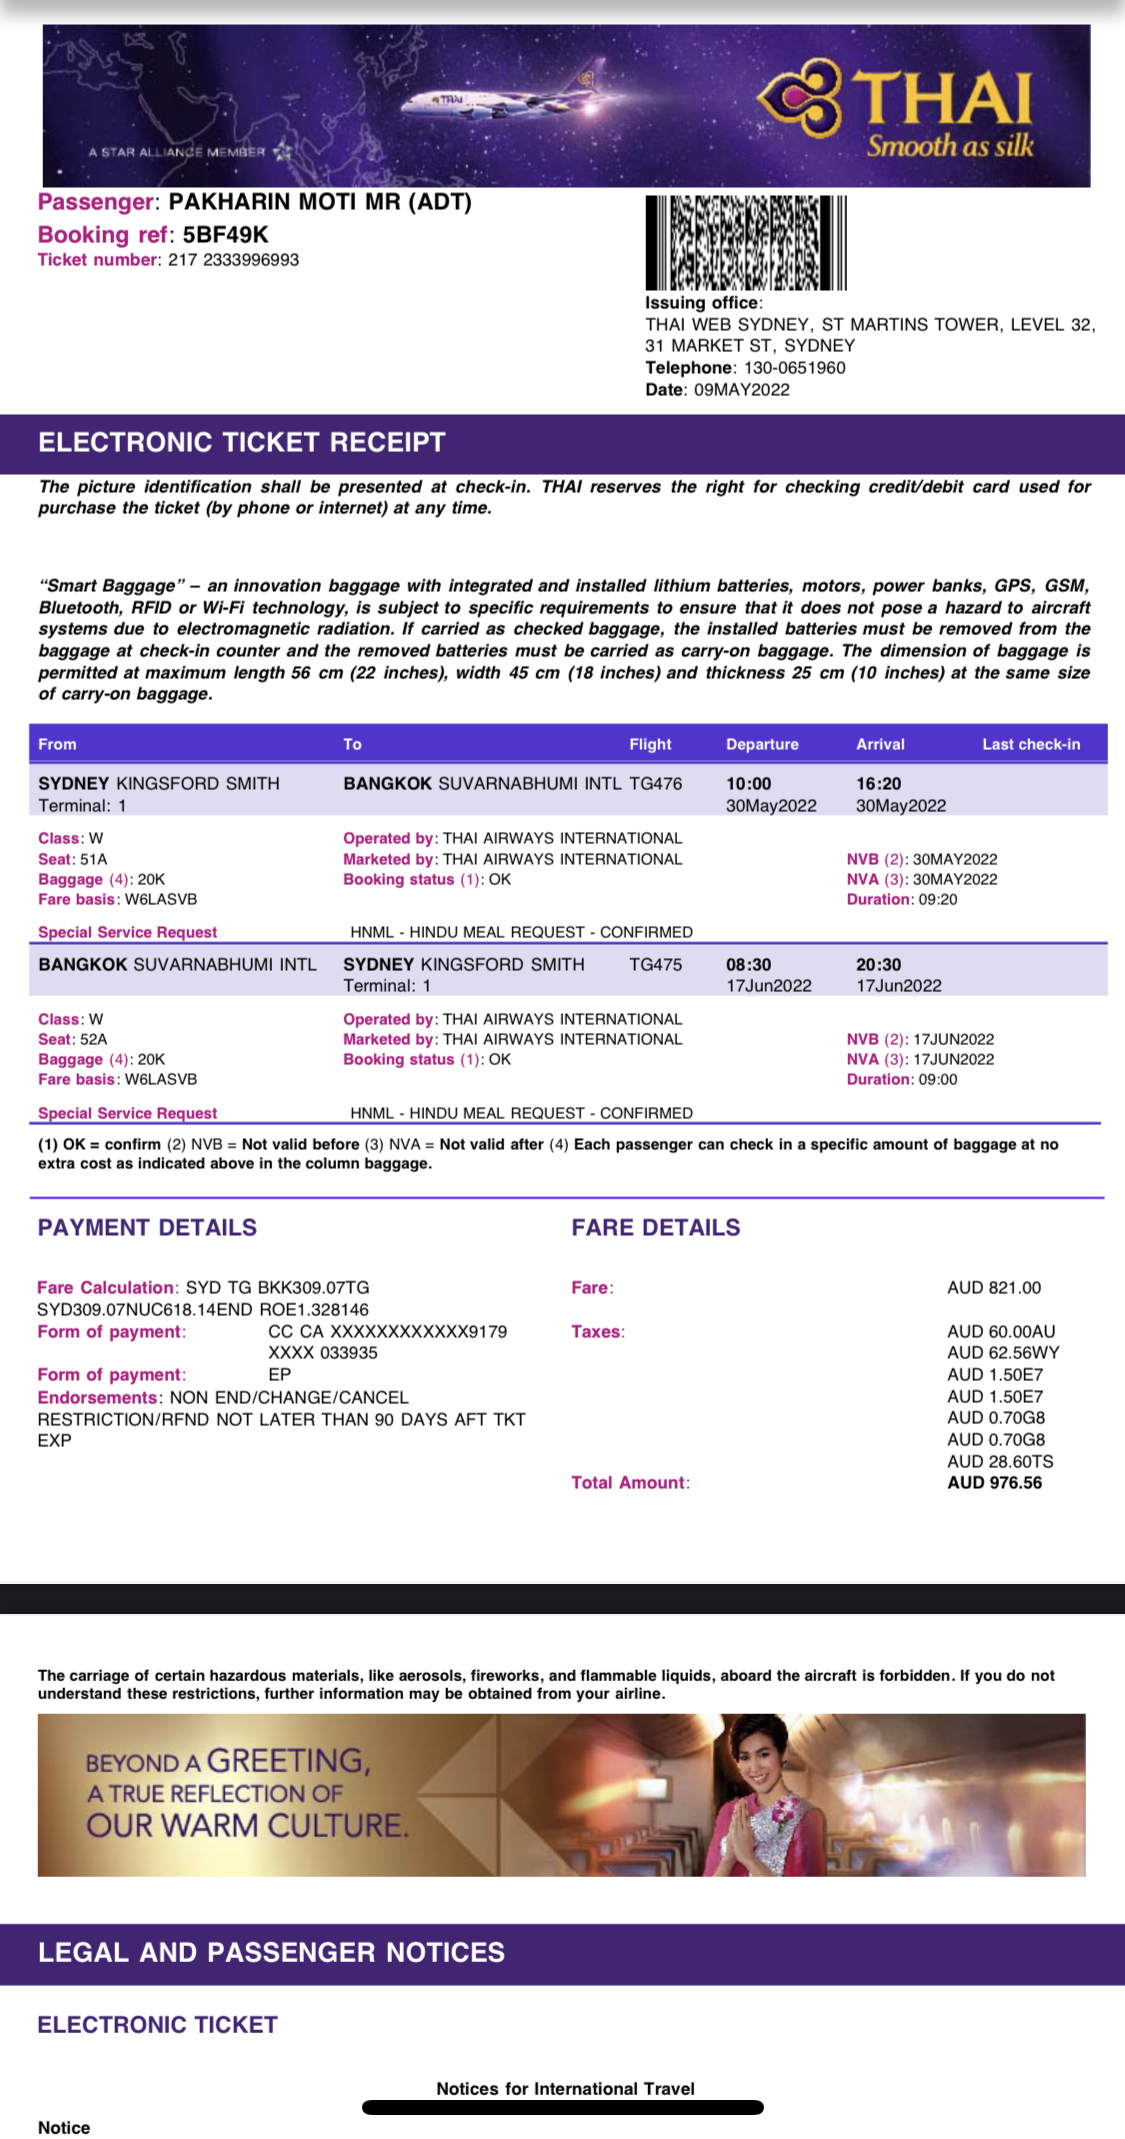 A STAR ALLIANCE MEMBER
THAI
THAI
Smooth as silk
Passenger: PAKHARIN MOTI MR (ADT)
Booking ref: 5BF49K
Ticket number: 217 2333996993
Issuing office:
THAI WEB SYDNEY, ST MARTINS TOWER, LEVEL 32,
31 MARKET ST, SYDNEY
Telephone: 130-0651960
Date: 09MAY2022
ELECTRONIC TICKET RECEIPT
The picture identification shall be presented at check-in. THAI reserves the right for checking credit/debit card used for
purchase the ticket (by phone or internet) at any time.
“Smart Baggage” – an innovation baggage with integrated and installed lithium batteries, motors, power banks, GPS, GSM,
Bluetooth, RFID or Wi-Fi technology, is subject to specific requirements to ensure that it does not pose a hazard to aircraft
systems due to electromagnetic radiation. If carried as checked baggage, the installed batteries must be removed from the
baggage at check-in counter and the removed batteries must be carried as carry-on baggage. The dimension of baggage is
permitted at maximum length 56 cm (22 inches), width 45 cm (18 inches) and thickness 25 cm (10 inches) at the same size
of carry-on baggage.
From To Flight Departure Arrival Last check-in
SYDNEY KINGSFORD SMITH BANGKOK SUVARNABHUMI INTL TG476 10:00 16:20
Terminal: 1 30May2022 30May2022
Class: W Operated by: THAI AIRWAYS INTERNATIONAL
Seat: 51A Marketed by: THAI AIRWAYS INTERNATIONAL NVB (2): 30MAY2022
Baggage (4): 20K Booking status (1): OK NVA (3): 30MAY2022
Fare basis: W6LASVB Duration: 09:20
Special Service Request HNML - HINDU MEAL REQUEST - CONFIRMED
BANGKOK SUVARNABHUMI INTL SYDNEY KINGSFORD SMITH TG475 08:30 20:30
Terminal: 1 17Jun2022 17Jun2022
Class: W Operated by: THAI AIRWAYS INTERNATIONAL
Seat: 52A Marketed by: THAI AIRWAYS INTERNATIONAL NVB (2): 17JUN2022
Baggage (4): 20K Booking status (1): OK NVA (3): 17JUN2022
Fare basis: W6LASVB Duration: 09:00
Special Service Request HNML - HINDU MEAL REQUEST - CONFIRMED
(1) OK = confirm (2) NVB = Not valid before (3) NVA = Not valid after (4) Each passenger can check in a specific amount of baggage at no
extra cost as indicated above in the column baggage.
PAYMENT DETAILS
Fare Calculation: SYD TG BKK309.07TG
SYD309.07NUC618.14END ROE1.328146
Form of payment: CC CA XXXXXXXXXXXX9179
XXXX 033935
Form of payment: EP
Endorsements: NON END/CHANGE/CANCEL
RESTRICTION/RFND NOT LATER THAN 90 DAYS AFT TKT
EXP
FARE DETAILS
Fare: AUD 821.00
Taxes: AUD 60.00AU
AUD 62.56WY
AUD 1.50E7
AUD 1.50E7
AUD 0.70G8
AUD 0.70G8
AUD 28.60TS
Total Amount: AUD 976.56
The carriage of certain hazardous materials, like aerosols, fireworks, and flammable liquids, aboard the aircraft is forbidden. If you do not
understand these restrictions, further information may be obtained from your airline.
BEYOND A GREETING,
A TRUE REFLECTION OF
OUR WARM CULTURE.
LEGAL AND PASSENGER NOTICES
ELECTRONIC TICKET
Notices for International Travel
Notice